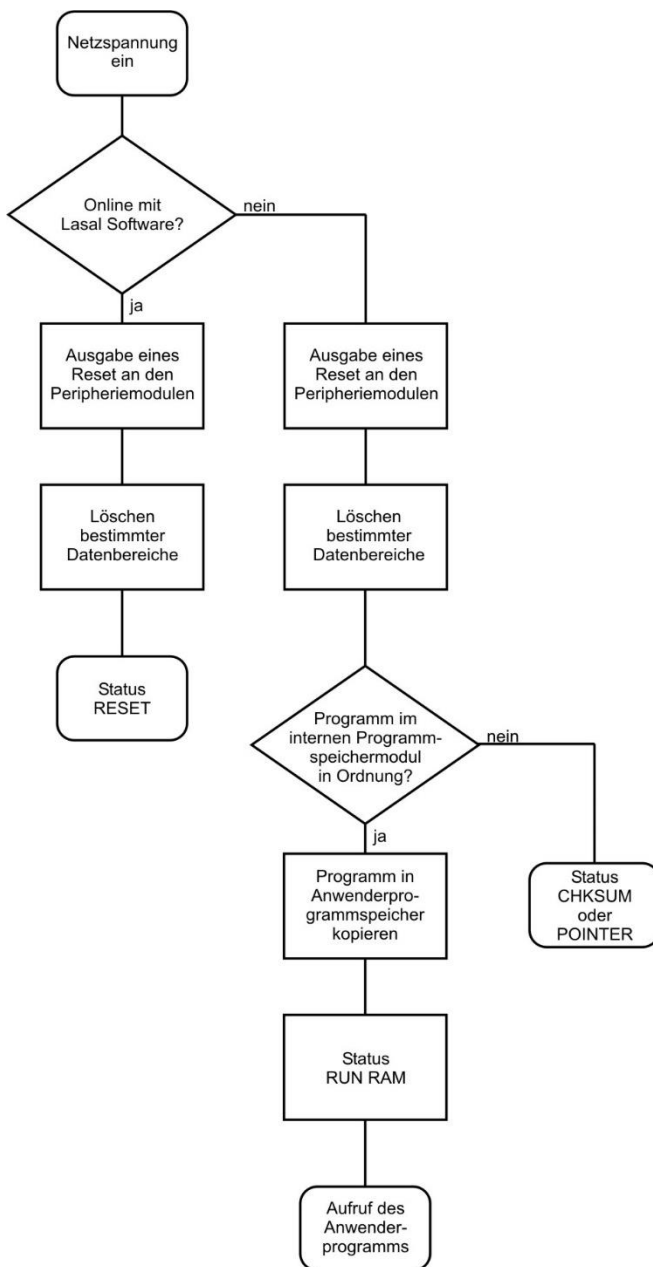 Netzspannung
ein
Online mit
Lasal Software?
nein
ja
Ausgabe eines
Reset an den
Peripheriemodulen
Ausgabe eines
Reset an den
Peripheriemodulen
Löschen
bestimmter
Datenbereiche
Löschen
bestimmter
Datenbereiche
Status
RESET
Programm im
internen Programm-
speichermodul
in Ordnung?
nein
ja
Programm in
Anwenderpro-
grammspeicher
kopieren
Status
CHKSUM
oder
POINTER
Status
RUN RAM
Aufruf des
Anwender-
programms